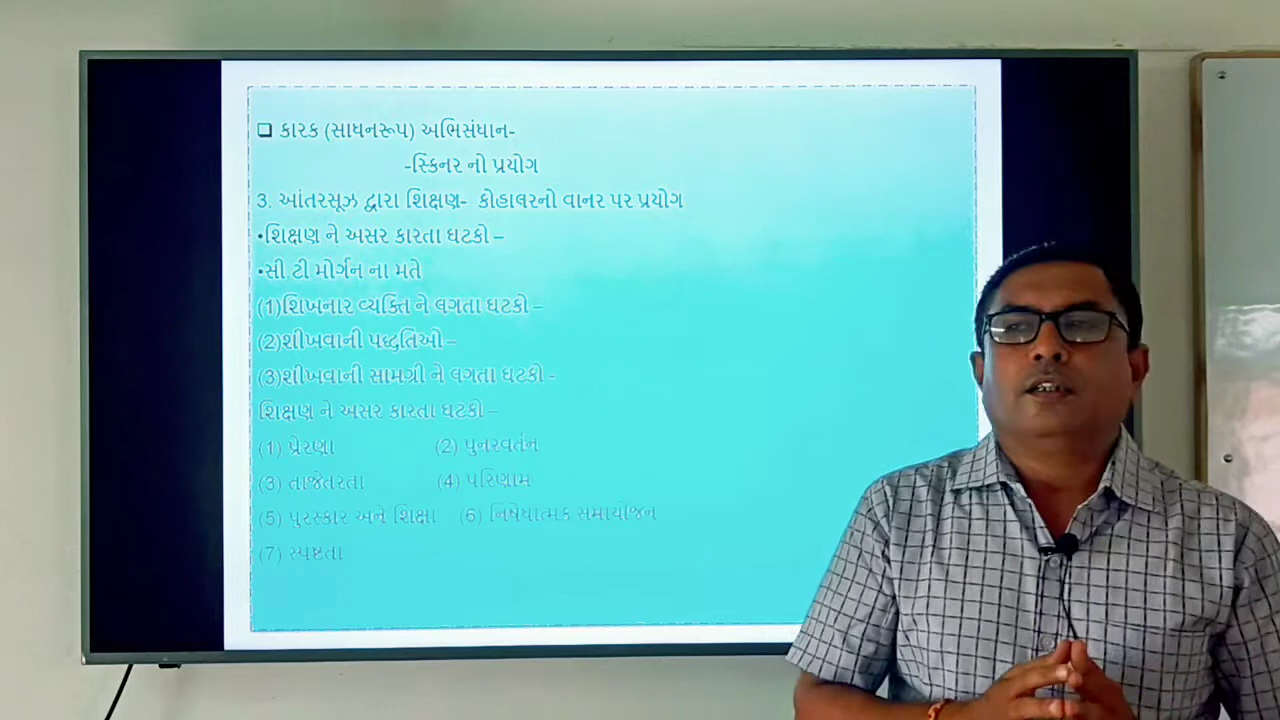 ❑ કારક (સાધનરૂપ) અભિસંધાન-
-સ્કિનર નો પ્રયોગ
3. આંતરસૂઝ દ્વારા શિક્ષણ- કોહાલરનો વાનર પર પ્રયોગ
•શિક્ષણ ને અસર કારતા ઘટકો –
•સી ટી મોર્ગન ના મતે
(1)શિખનાર વ્યક્તિ ને લગતા ઘટકો –
(2)શીખવાની પધ્ધતિઓ –
(3)શીખવાની સામગ્રી ને લગતા ઘટકો -
શિક્ષણ ને અસર કારતા ઘટકો –
(1) પ્રેરણા (2) પુનરવર્તન
(3) તાજેતરતા (4) પરિણામ
(5) પુરસ્કાર અને શિક્ષા (6) નિષેધાત્મક સમાયોજન
(7) સ્પષ્ટતા